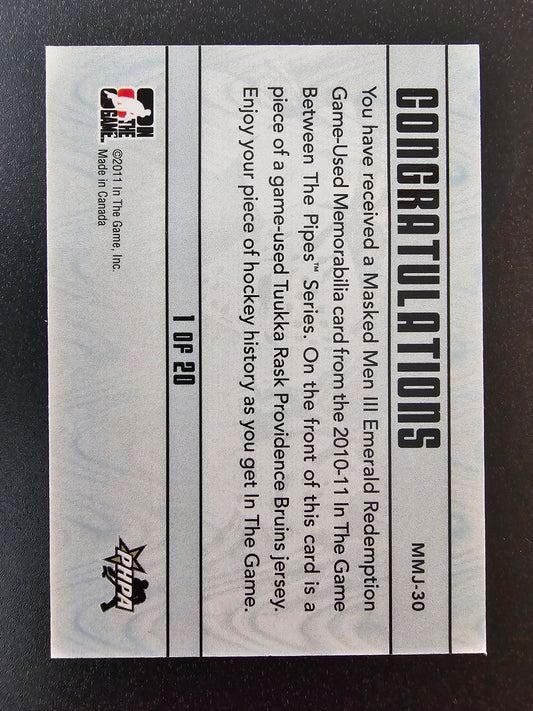 CONGRATULATIONS
MMJ-30
You have received a Masked Men III Emerald Redemption
Game-Used Memorabilia card from the 2010-11 In The Game
Between The Pipes™ Series. On the front of this card is a
piece of a game-used Tuukka Rask Providence Bruins jersey.
Enjoy your piece of hockey history as you get In The Game.
1 OF 20
IN
THE
GAME
©2011 In The Game, Inc.
Made in Canada
PHPA